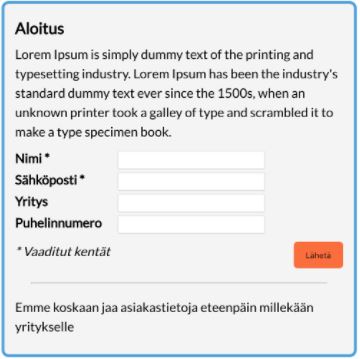 Aloitus
Lorem Ipsum is simply dummy text of the printing and
typesetting industry. Lorem Ipsum has been the industry's
standard dummy text ever since the 1500s, when an
unknown printer took a galley of type and scrambled it to
make a type specimen book.
Nimi *
Sähköposti *
Yritys
Puhelinnumero
* Vaaditut kentät
Lähetä
Emme koskaan jaa asiakastietoja eteenpäin millekään
yritykselle